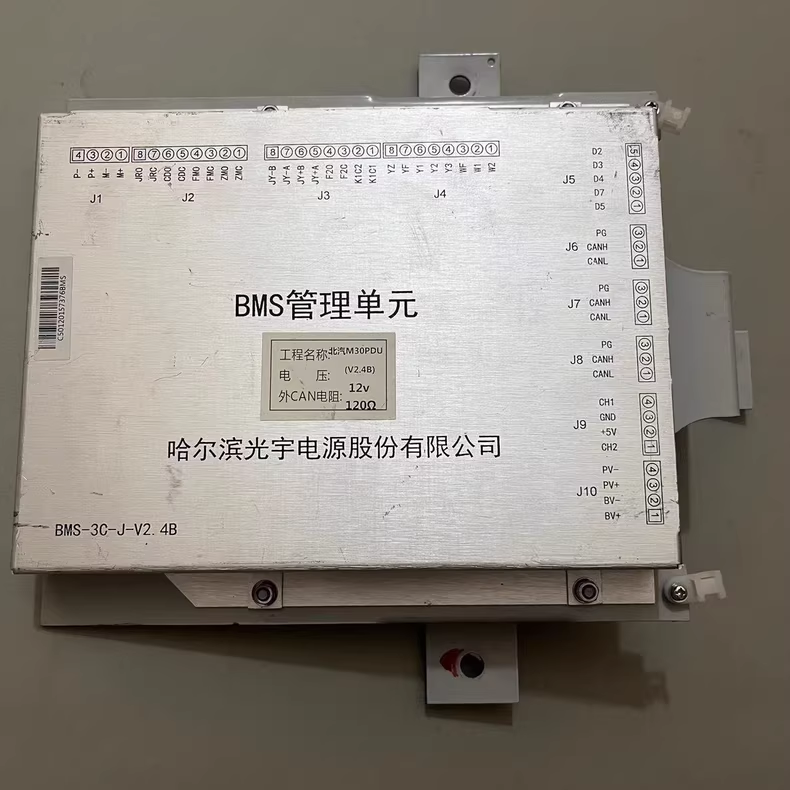 4 3 2 1
P- P+ M- M+
J1
8 7 6 5 4 3 2 1
JRO JRC CDO CDC FMO FMC ZMO ZMC
J2
8 7 6 5 4 3 2 1
JY-B JY-A JY+B JY+A F2O F2C K1C2 K1C1
J3
8 7 6 5 4 3 2 1
YZ YF Y1 Y2 Y3 WF W1 W2
J4
J5
D2 5
D3 4
D4 3
D7 2
D5 1
J6
PG 3
CANH 2
CANL 1
J7
PG 3
CANH 2
CANL 1
J8
PG 3
CANH 2
CANL 1
J9
CH1 4
GND 3
+5V 2
CH2 1
J10
PV- 4
PV+ 3
BV- 2
BV+ 1
CS0120157376BMS
BMS管理单元
工程名称:北汽M30PDU
(V2.4B)
电 压: 12v
外CAN电阻: 120Ω
哈尔滨光宇电源股份有限公司
BMS-3C-J-V2.4B